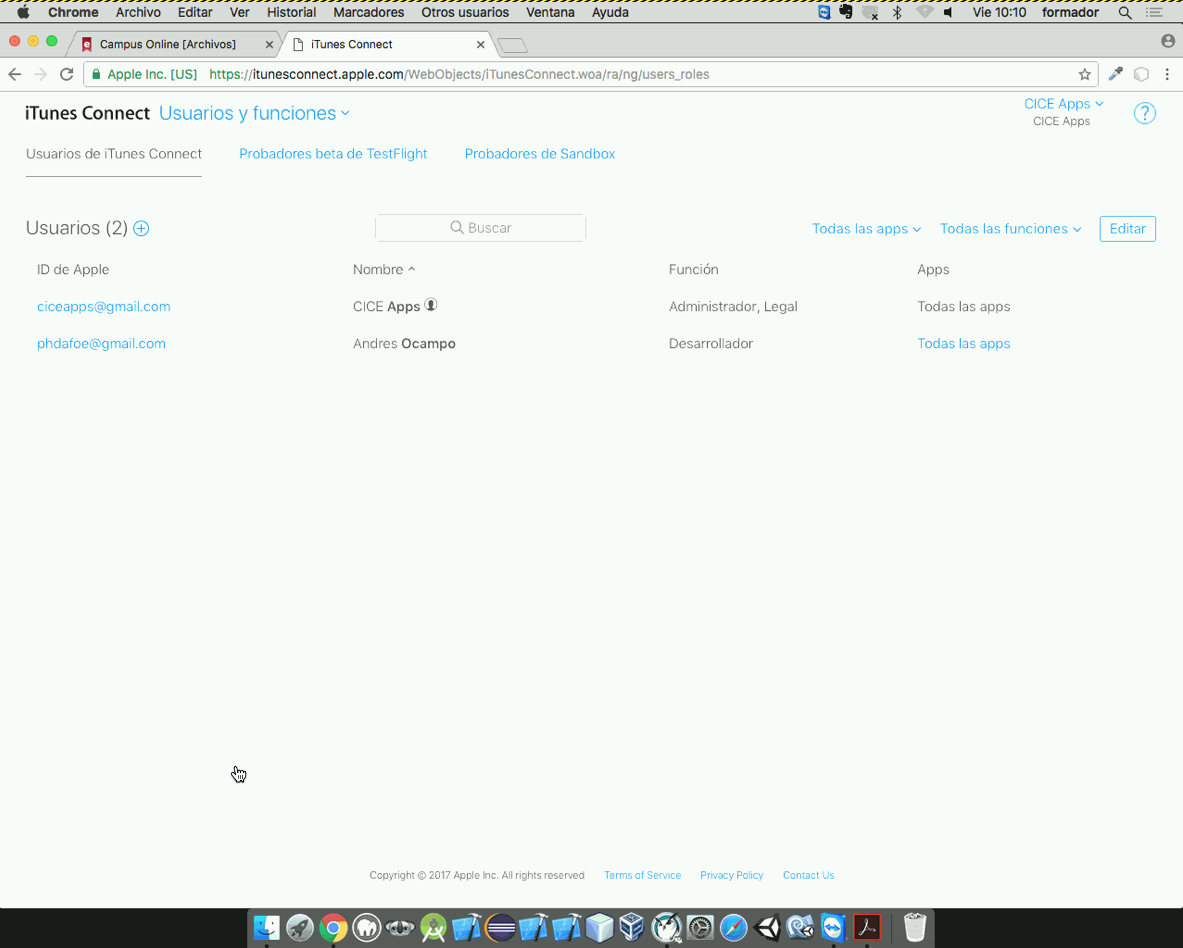 Chrome Archivo Editar Ver Historial Marcadores Otros usuarios Ventana Ayuda Vie 10:10 formador
Campus Online [Archivos] iTunes Connect
Apple Inc. [US] https://itunesconnect.apple.com/WebObjects/iTunesConnect.woa/ra/ng/users_roles
iTunes Connect Usuarios y funciones CICE Apps
CICE Apps
?
Usuarios de iTunes Connect Probadores beta de TestFlight Probadores de Sandbox
Usuarios (2) Buscar Todas las apps Todas las funciones Editar
ID de Apple Nombre Función Apps
ciceapps@gmail.com CICE Apps Administrador, Legal Todas las apps
phdafoe@gmail.com Andres Ocampo Desarrollador Todas las apps
Copyright © 2017 Apple Inc. All rights reserved Terms of Service Privacy Policy Contact Us